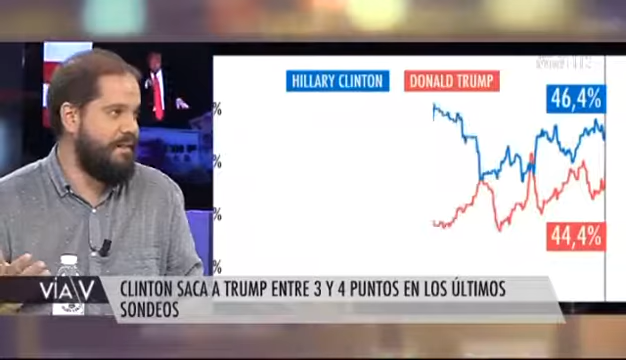 HILLARY CLINTON
DONALD TRUMP
46,4%
%
%
%
%
44,4%
VÍA V
CLINTON SACA A TRUMP ENTRE 3 Y 4 PUNTOS EN LOS ÚLTIMOS
SONDEOS